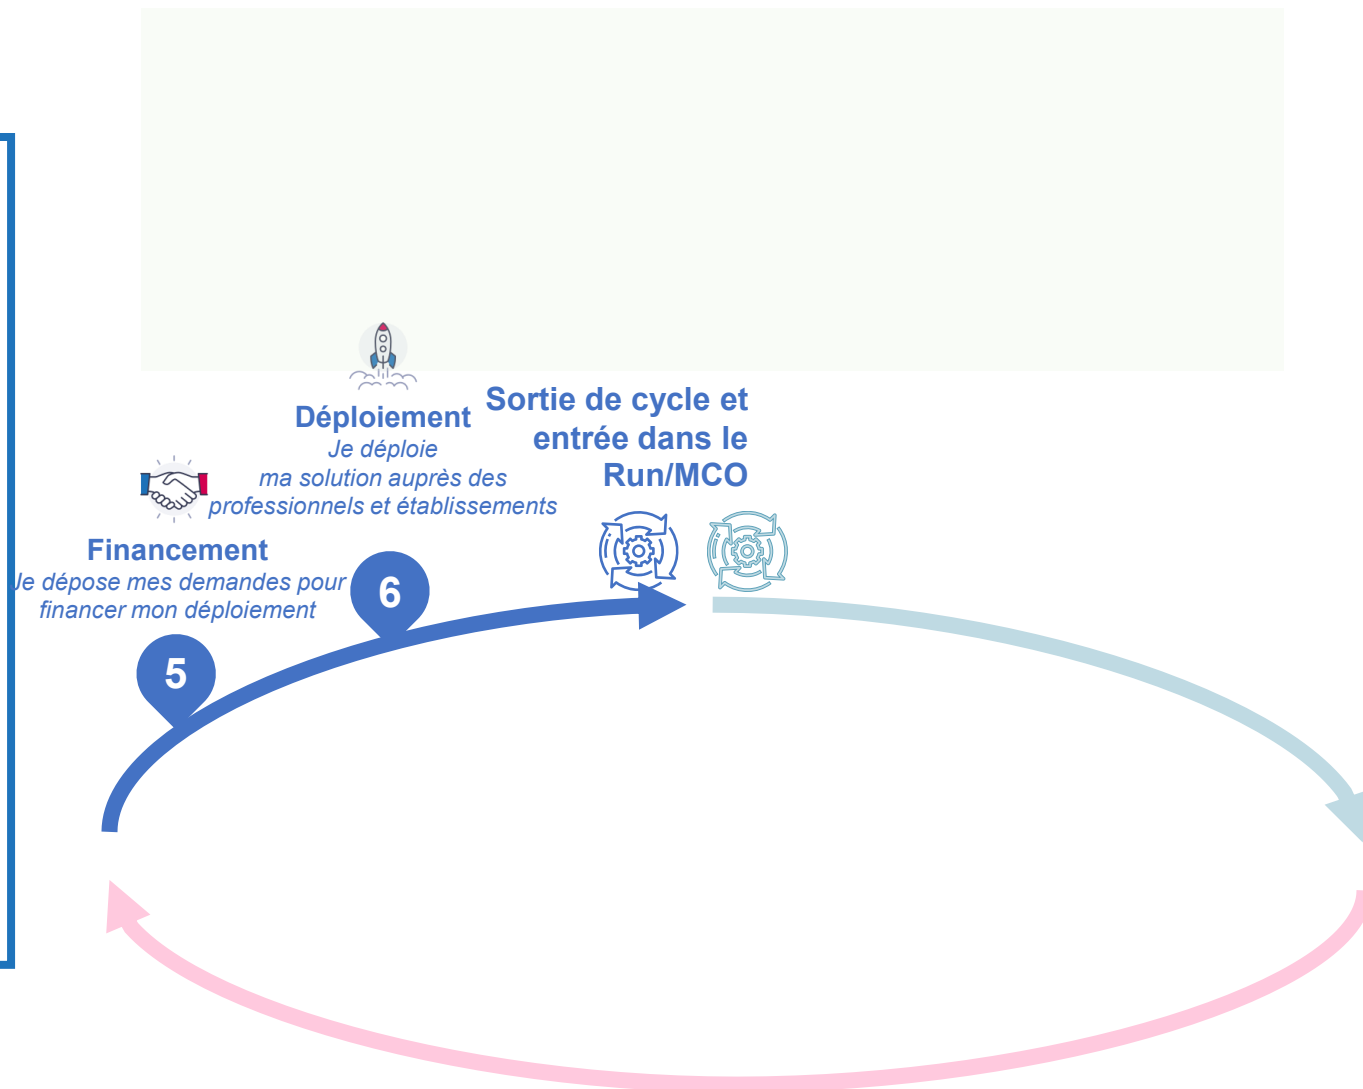 Déploiement
Je déploie
ma solution auprès des
professionnels et établissements
Sortie de cycle et
entrée dans le
Run/MCO
Financement
Je dépose mes demandes pour
financer mon déploiement
6
5